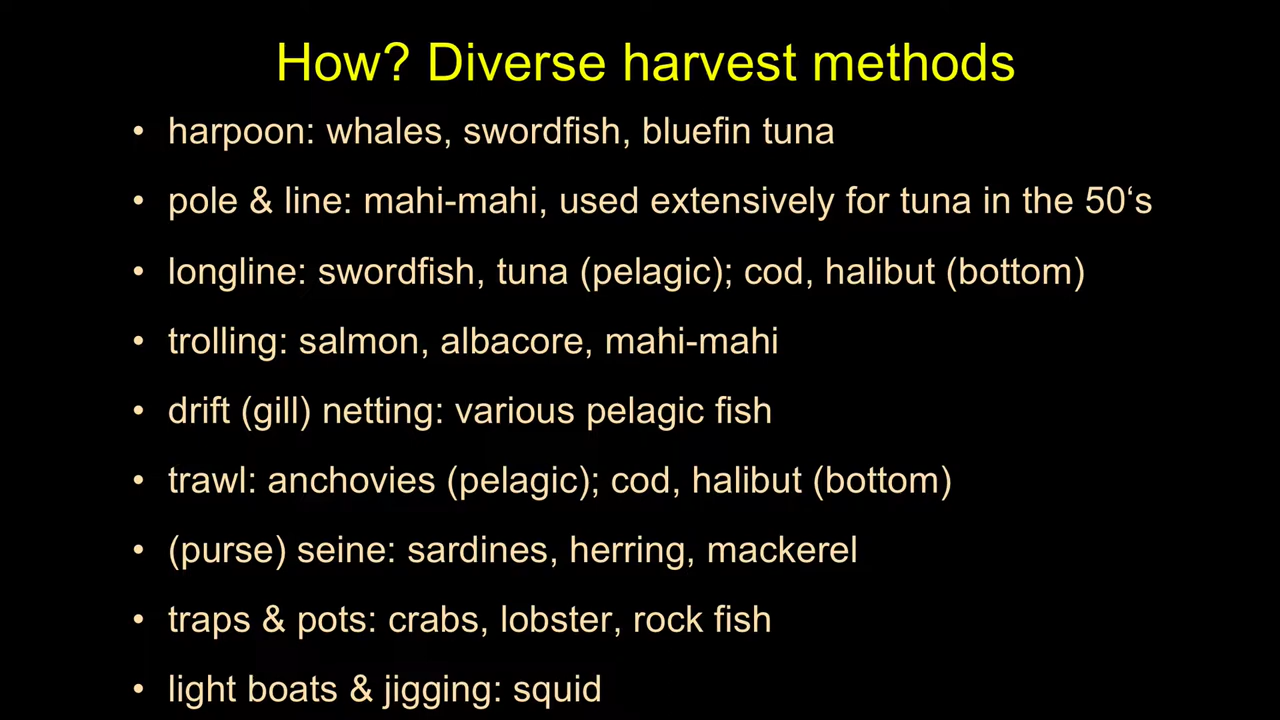 How? Diverse harvest methods
• harpoon: whales, swordfish, bluefin tuna
• pole & line: mahi-mahi, used extensively for tuna in the 50‘s
• longline: swordfish, tuna (pelagic); cod, halibut (bottom)
• trolling: salmon, albacore, mahi-mahi
• drift (gill) netting: various pelagic fish
• trawl: anchovies (pelagic); cod, halibut (bottom)
• (purse) seine: sardines, herring, mackerel
• traps & pots: crabs, lobster, rock fish
• light boats & jigging: squid